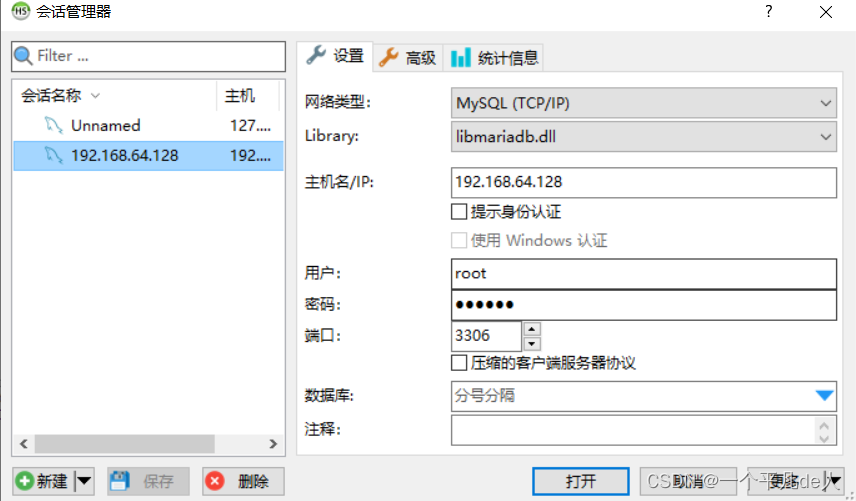 HS 会话管理器 ?
Filter ...
会话名称 主机
Unnamed 127....
192.168.64.128 192....
设置 高级 统计信息
网络类型: MySQL (TCP/IP)
Library: libmariadb.dll
主机名/IP: 192.168.64.128
提示身份认证
使用 Windows 认证
用户: root
密码: ●●●●●●
端口: 3306
压缩的客户端服务器协议
数据库: 分号分隔
注释:
新建 保存 删除 打开 取消 更多
@一个平凡de人